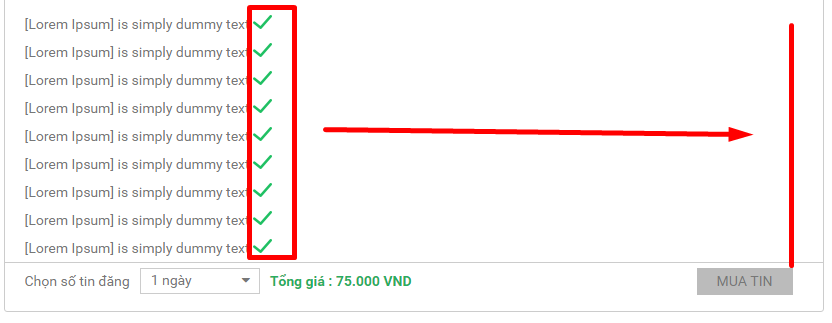 [Lorem Ipsum] is simply dummy text
[Lorem Ipsum] is simply dummy text
[Lorem Ipsum] is simply dummy text
[Lorem Ipsum] is simply dummy text
[Lorem Ipsum] is simply dummy text
[Lorem Ipsum] is simply dummy text
[Lorem Ipsum] is simply dummy text
[Lorem Ipsum] is simply dummy text
[Lorem Ipsum] is simply dummy text
Chọn số tin đăng 1 ngày Tổng giá : 75.000 VND MUA TIN